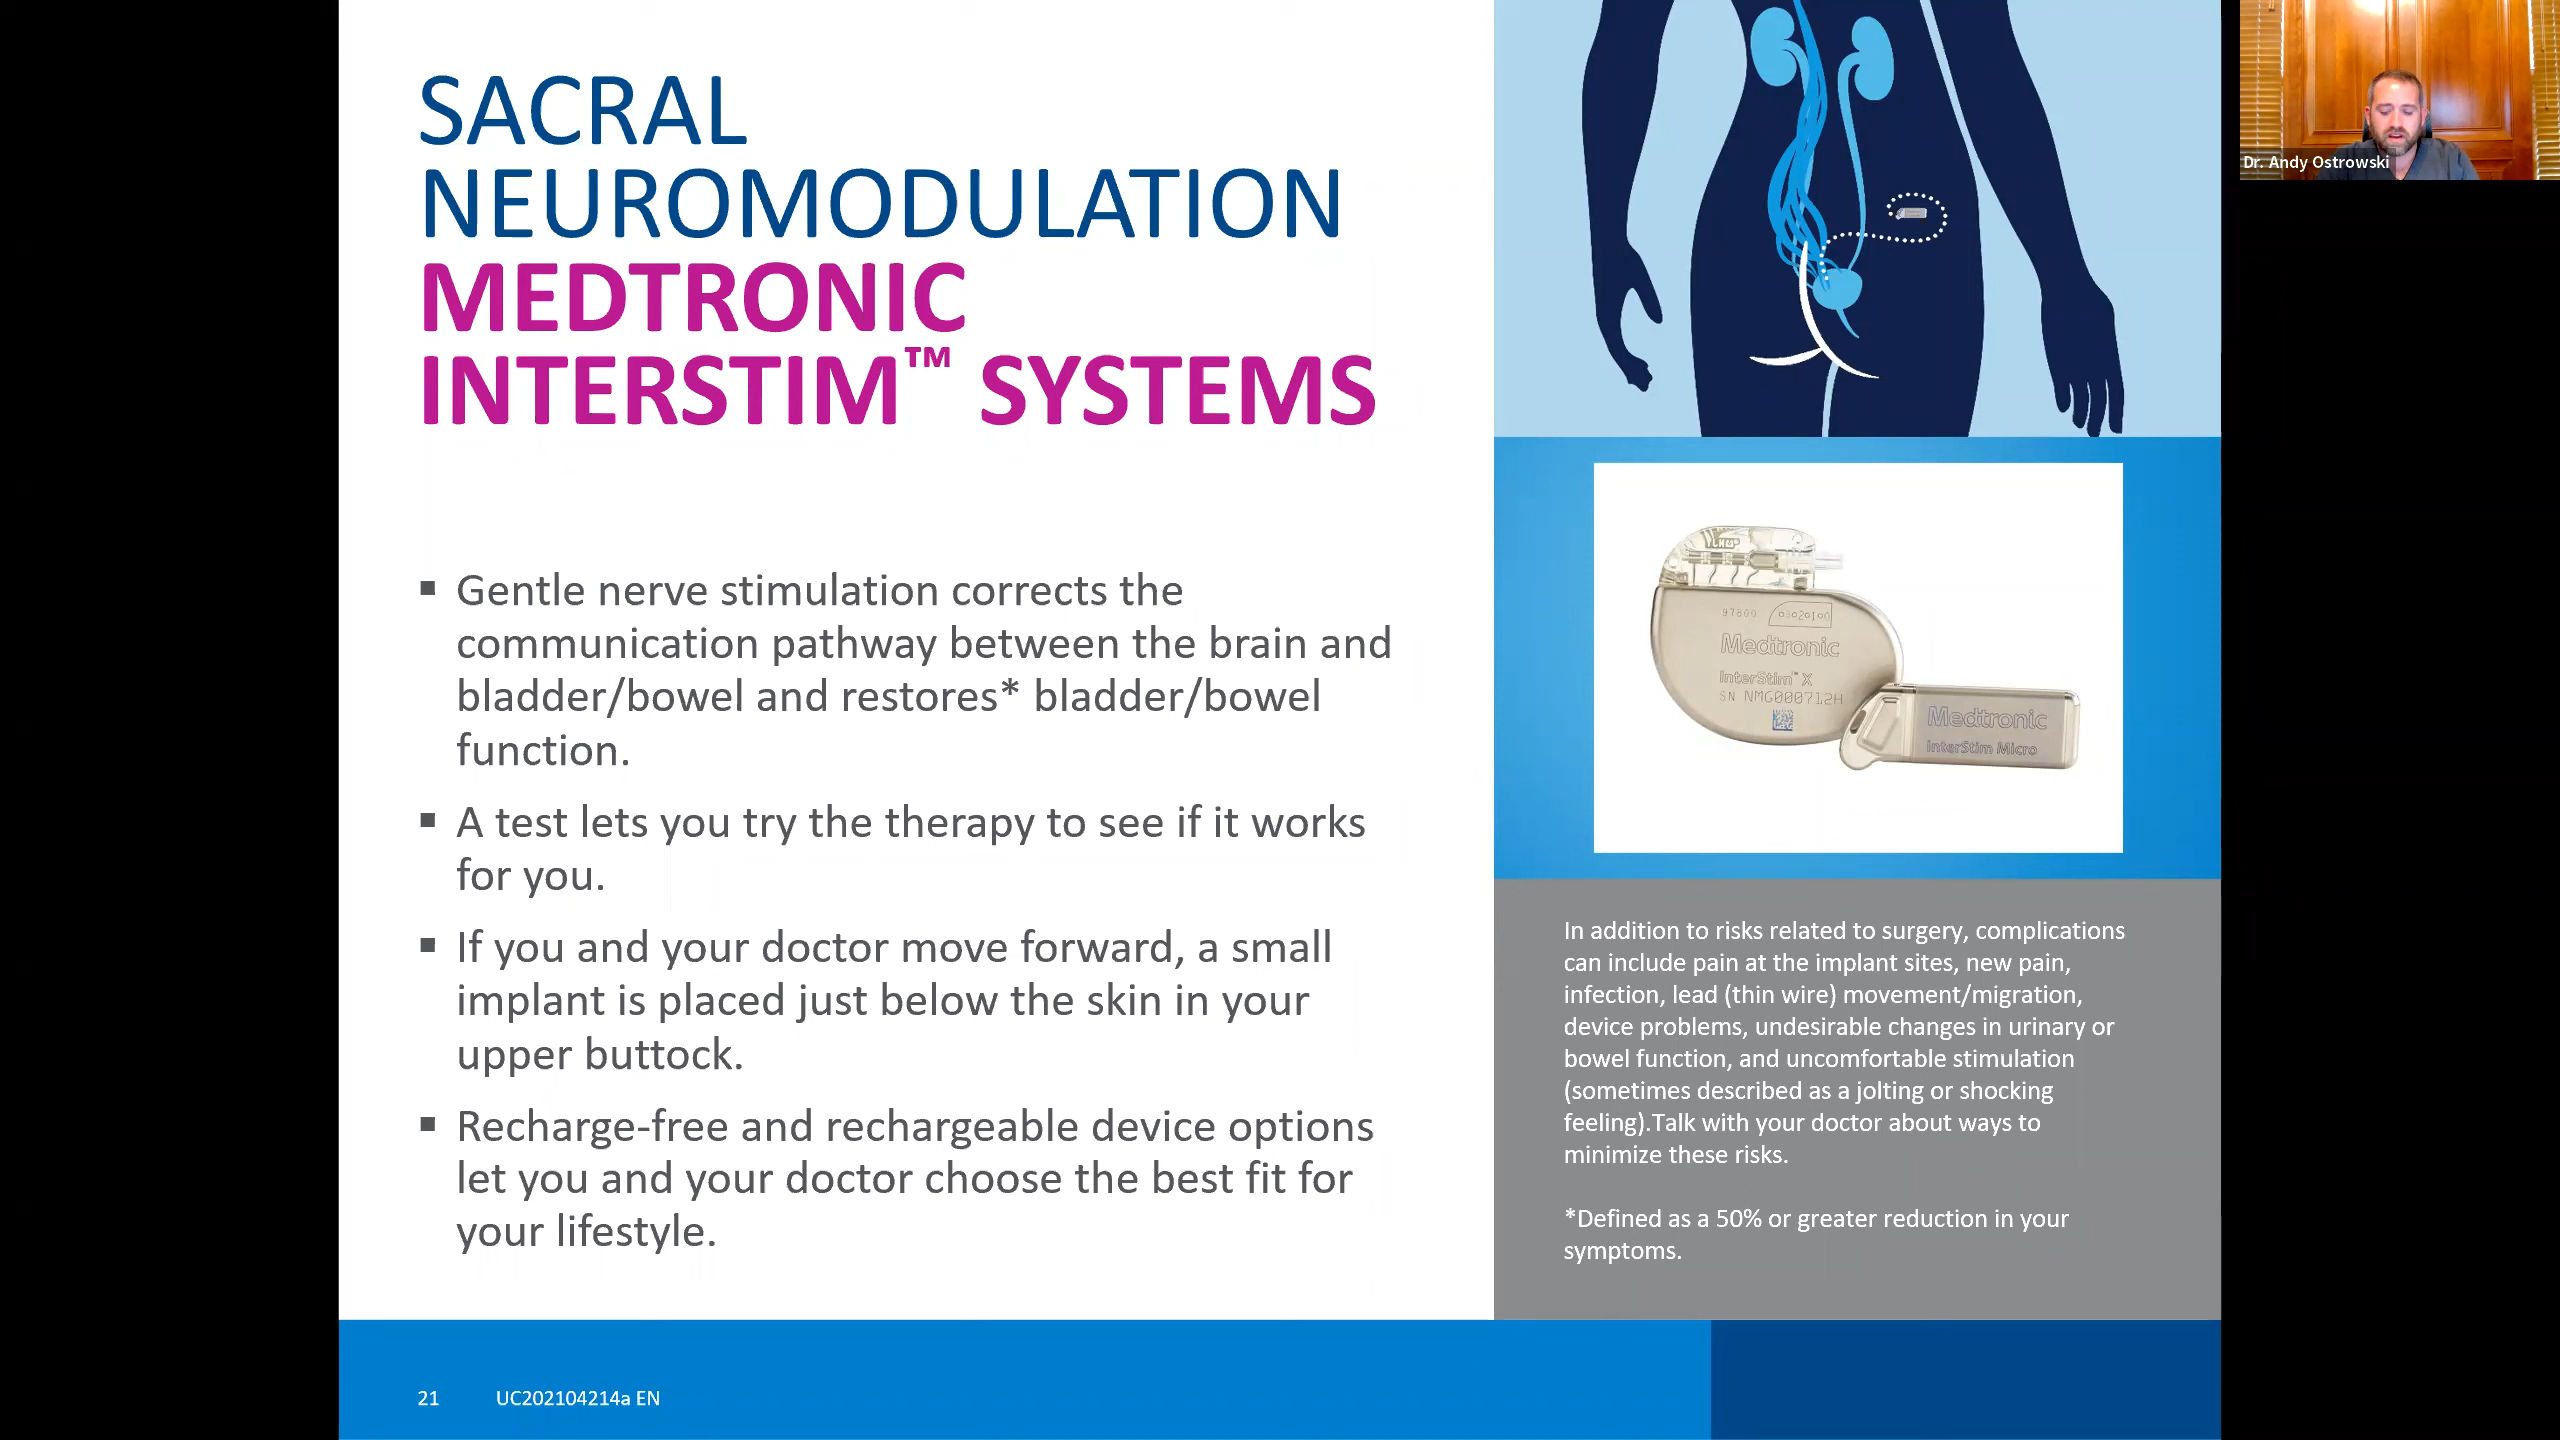 SACRAL
NEUROMODULATION
MEDTRONIC
INTERSTIM™ SYSTEMS
▪ Gentle nerve stimulation corrects the
communication pathway between the brain and
bladder/bowel and restores* bladder/bowel
function.
▪ A test lets you try the therapy to see if it works
for you.
▪ If you and your doctor move forward, a small
implant is placed just below the skin in your
upper buttock.
▪ Recharge-free and rechargeable device options
let you and your doctor choose the best fit for
your lifestyle.
97800
Medtronic
InterStim™ X
SN NMG000712H
Medtronic
InterStim Micro
In addition to risks related to surgery, complications
can include pain at the implant sites, new pain,
infection, lead (thin wire) movement/migration,
device problems, undesirable changes in urinary or
bowel function, and uncomfortable stimulation
(sometimes described as a jolting or shocking
feeling).Talk with your doctor about ways to
minimize these risks.
*Defined as a 50% or greater reduction in your
symptoms.
21 UC202104214a EN
Dr. Andy Ostrowski